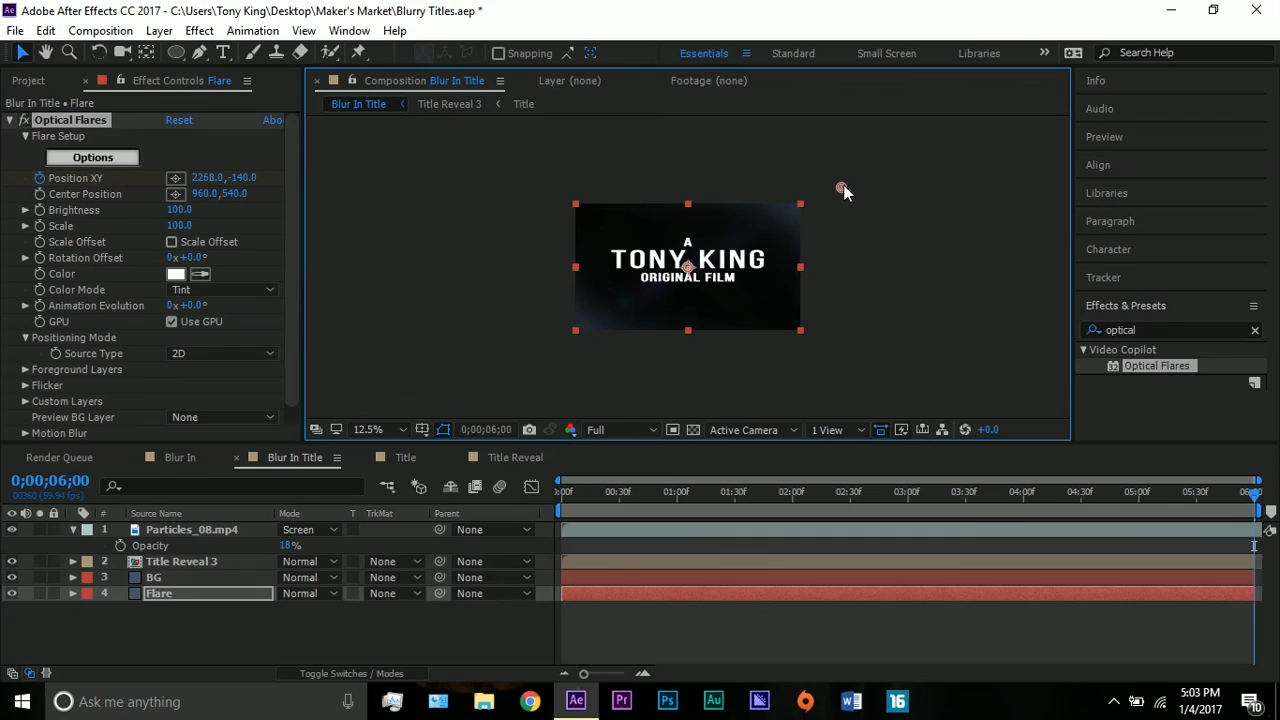 Adobe After Effects CC 2017 - C:\Users\Tony King\Desktop\Maker's Market\Blurry Titles.aep *
File Edit Composition Layer Effect Animation View Window Help
Snapping Essentials Standard Small Screen Libraries Search Help
Project Effect Controls Flare Composition Blur In Title Layer (none) Footage (none) Info
Blur In Title • Flare Blur In Title Title Reveal 3 Title
Audio
fx Optical Flares Reset Abo
Flare Setup Preview
Options
Position XY 2268.0,-140.0 Align
Center Position 960.0,540.0 Libraries
Brightness 100.0
Scale 100.0 Paragraph
Scale Offset Scale Offset
Character
Rotation Offset 0x+0.0°
Color Tracker
Color Mode Tint
Animation Evolution 0x+0.0° Effects & Presets
GPU Use GPU optical
Positioning Mode
Source Type 2D Video Copilot
Foreground Layers 32 Optical Flares
Flicker
Custom Layers
Preview BG Layer None
Motion Blur
A
TONY KING
ORIGINAL FILM
12.5% 0;00;06;00 Full Active Camera 1 View +0.0
Render Queue Blur In Blur In Title Title Title Reveal
0;00;06;00
00360 (59.94 fps)
:00f 00:30f 01:00f 01:30f 02:00f 02:30f 03:00f 03:30f 04:00f 04:30f 05:00f 05:30f 06:00
# Source Name Mode T TrkMat Parent
1 Particles_08.mp4 Screen None
Opacity 18%
2 Title Reveal 3 Normal None None
3 BG Normal None None
4 Flare Normal None None
Toggle Switches / Modes
Ask me anything
Ae Pr Ps Au W 16
5:03 PM
1/4/2017
10